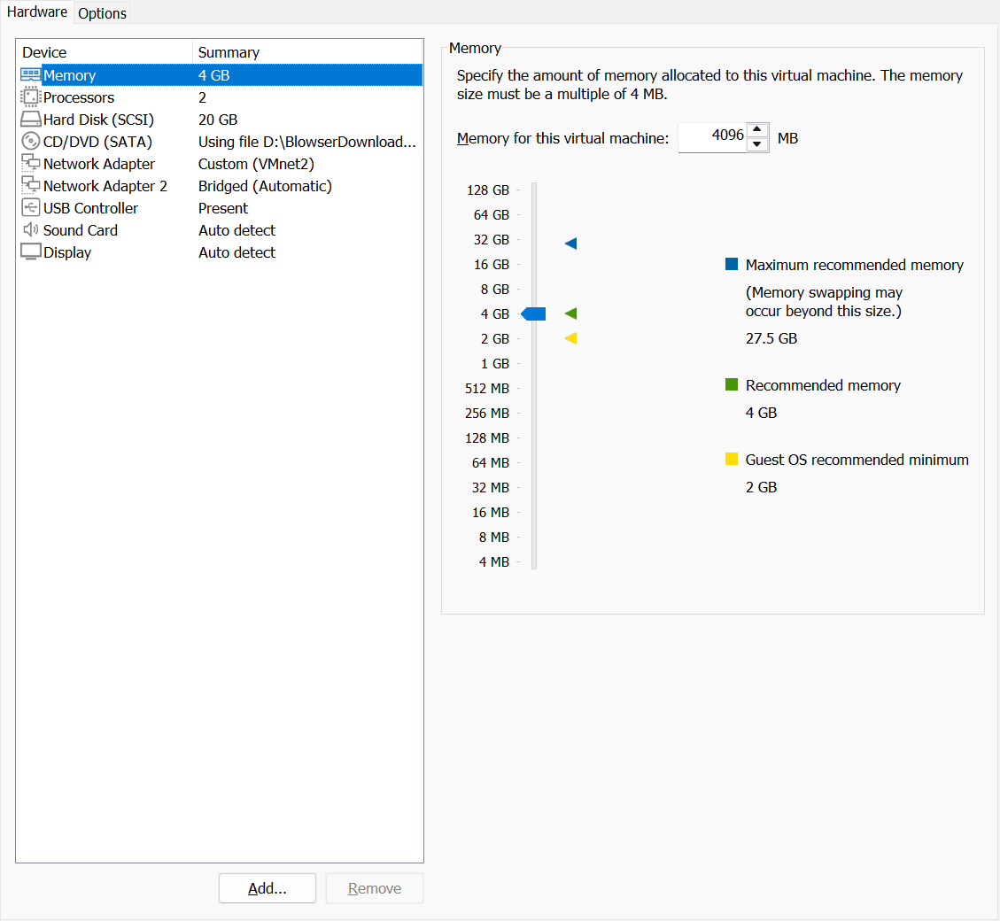 Hardware Options
Device Summary
Memory 4 GB
Processors 2
Hard Disk (SCSI) 20 GB
CD/DVD (SATA) Using file D:\BlowserDownload...
Network Adapter Custom (VMnet2)
Network Adapter 2 Bridged (Automatic)
USB Controller Present
Sound Card Auto detect
Display Auto detect
Add... Remove
Memory
Specify the amount of memory allocated to this virtual machine. The memory
size must be a multiple of 4 MB.
Memory for this virtual machine: 4096 MB
128 GB
64 GB
32 GB
16 GB
8 GB
4 GB
2 GB
1 GB
512 MB
256 MB
128 MB
64 MB
32 MB
16 MB
8 MB
4 MB
Maximum recommended memory
(Memory swapping may
occur beyond this size.)
27.5 GB
Recommended memory
4 GB
Guest OS recommended minimum
2 GB